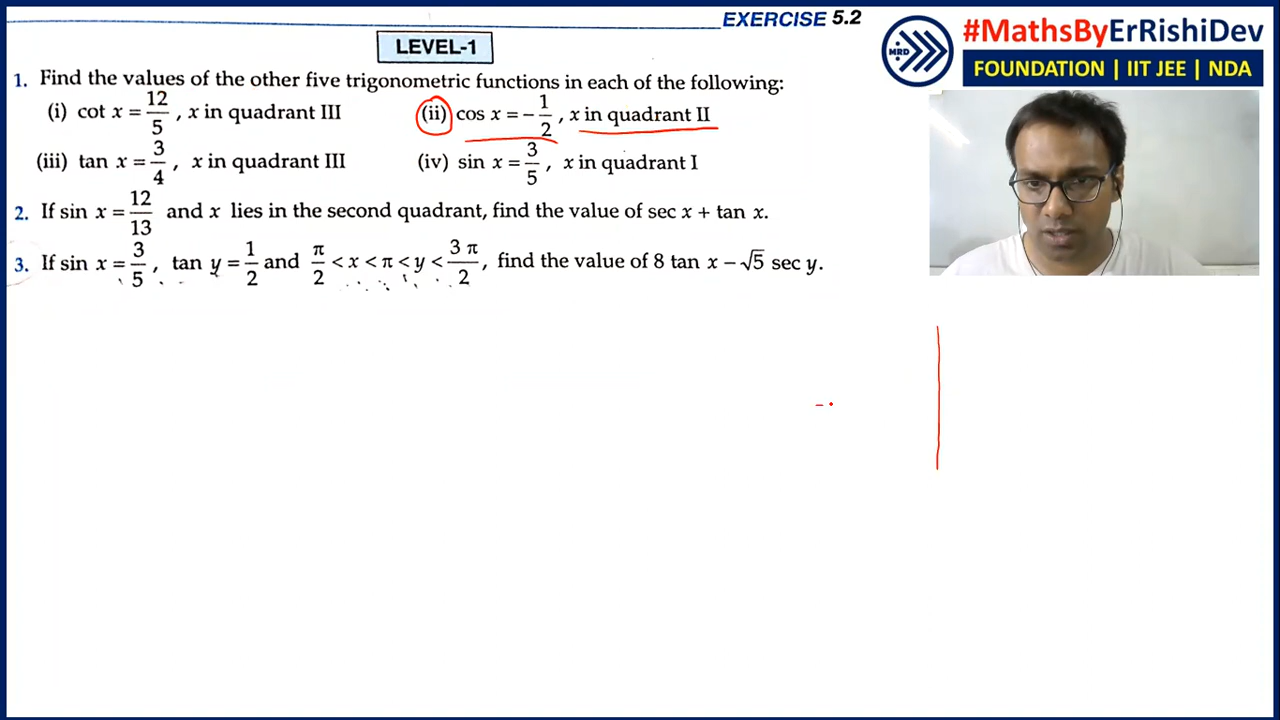 EXERCISE 5.2
#MathsByErRishiDev
MRD
FOUNDATION | IIT JEE | NDA
LEVEL-1
1. Find the values of the other five trigonometric functions in each of the following:
(i) cot x = 12/5, x in quadrant III (ii) cos x = −1/2, x in quadrant II
(iii) tan x = 3/4, x in quadrant III (iv) sin x = 3/5, x in quadrant I
2. If sin x = 12/13 and x lies in the second quadrant, find the value of sec x + tan x.
3. If sin x = 3/5, tan y = 1/2 and π/2 < x < π < y < 3π/2, find the value of 8 tan x − √5 sec y.